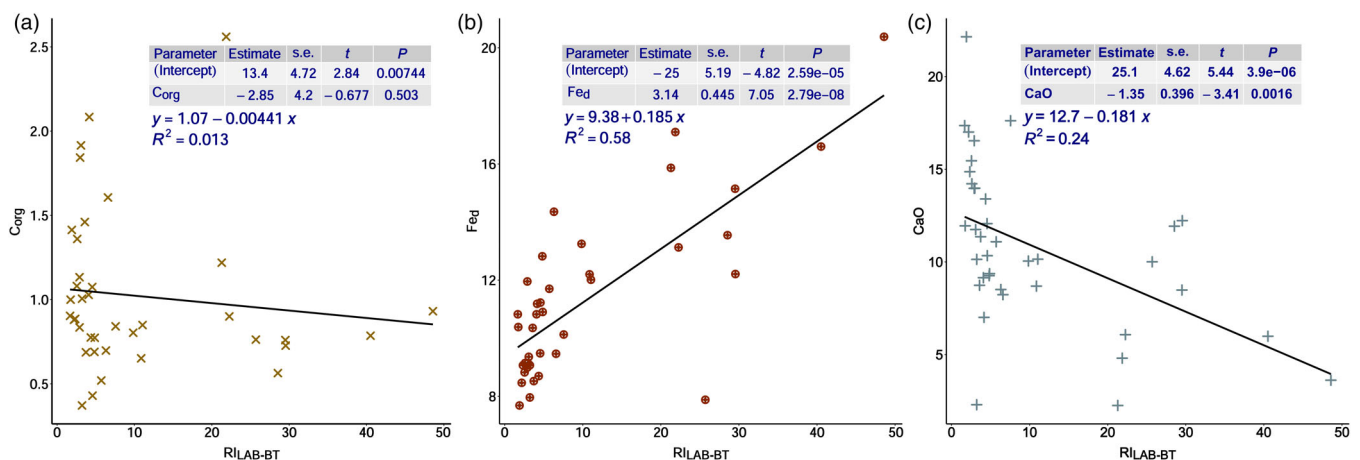 (a)
Parameter Estimate s.e. t P
(Intercept) 13.4 4.72 2.84 0.00744
Corg − 2.85 4.2 − 0.677 0.503
y = 1.07 − 0.00441 x
R² = 0.013
2.5
2.0
1.5
1.0
0.5
Corg
0 10 20 30 40 50
RILAB-BT
(b)
Parameter Estimate s.e. t P
(Intercept) − 25 5.19 − 4.82 2.59e−05
Fed 3.14 0.445 7.05 2.79e−08
y = 9.38 + 0.185 x
R² = 0.58
20
16
12
8
Fed
0 10 20 30 40 50
RILAB-BT
(c)
Parameter Estimate s.e. t P
(Intercept) 25.1 4.62 5.44 3.9e−06
CaO − 1.35 0.396 − 3.41 0.0016
y = 12.7 − 0.181 x
R² = 0.24
20
15
10
5
CaO
0 10 20 30 40 50
RILAB-BT